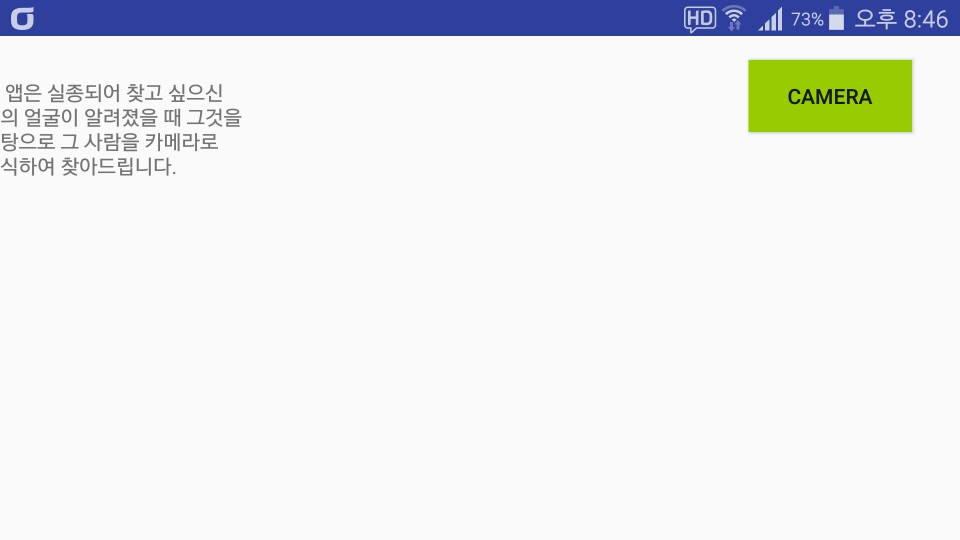 HD 73% 오후 8:46
앱은 실종되어 찾고 싶으신
의 얼굴이 알려졌을 때 그것을
탕으로 그 사람을 카메라로
식하여 찾아드립니다.
CAMERA